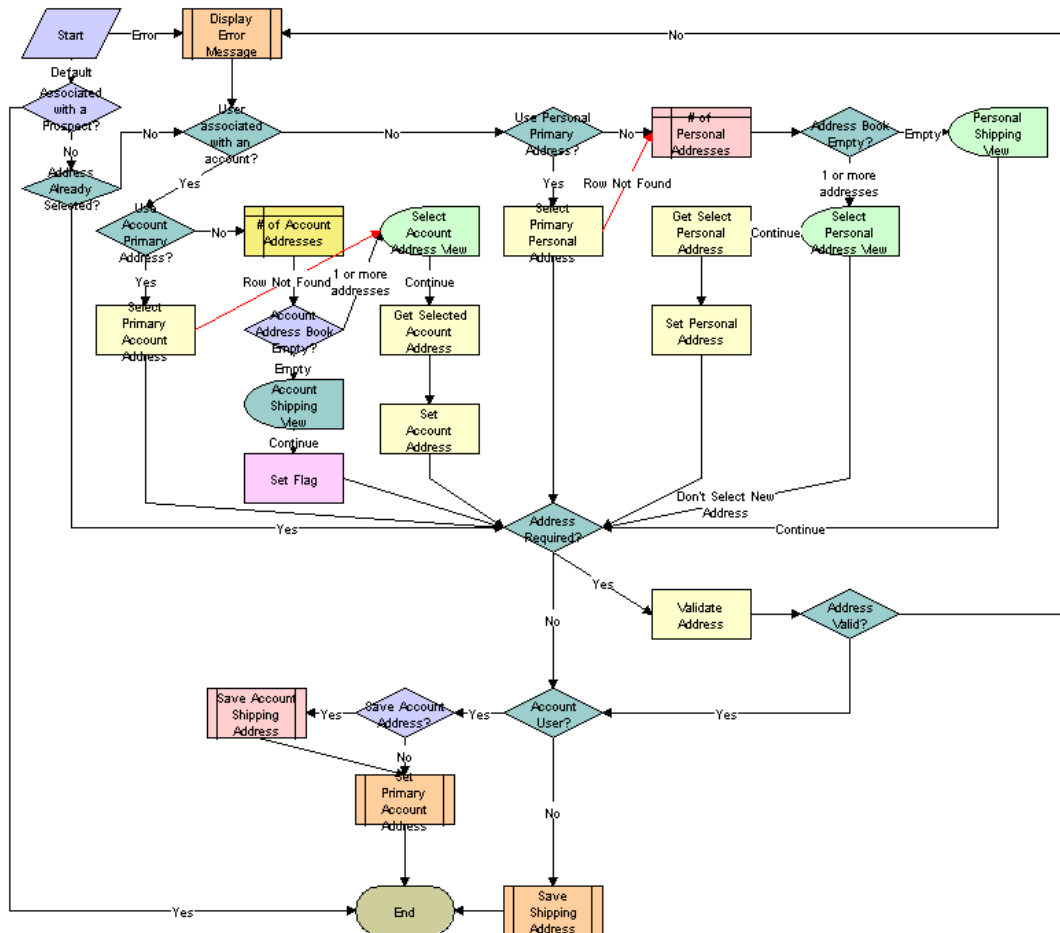 Start
Error
Display
Error
Message
No
Default
Associated
with a
Prospect?
No
User
associated
with an
account?
No
Use Personal
Primary
Address?
No
# of
Personal
Addresses
Address Book
Empty?
Empty
Personal
Shipping
View
No
Address
Already
Selected?
Yes
Yes
Row Not Found
1 or more
addresses
Use
Account
Primary
Address?
No
# of Account
Addresses
Select
Account
Address View
Select
Primary
Personal
Address
Get Select
Personal
Address
Continue
Select
Personal
Address View
Yes
Row Not Found
1 or more
addresses
Continue
Select
Primary
Account
Address
Account
Address Book
Empty?
Get Selected
Account
Address
Set Personal
Address
Empty
Account
Shipping
View
Set
Account
Address
Continue
Set Flag
Don't Select New
Address
Yes
Address
Required?
Continue
Yes
Validate
Address
Address
Valid?
No
Save Account
Shipping
Address
Yes
Save Account
Address?
Yes
Account
User?
Yes
No
Set
Primary
Account
Address
No
Yes
End
Save
Shipping
Address